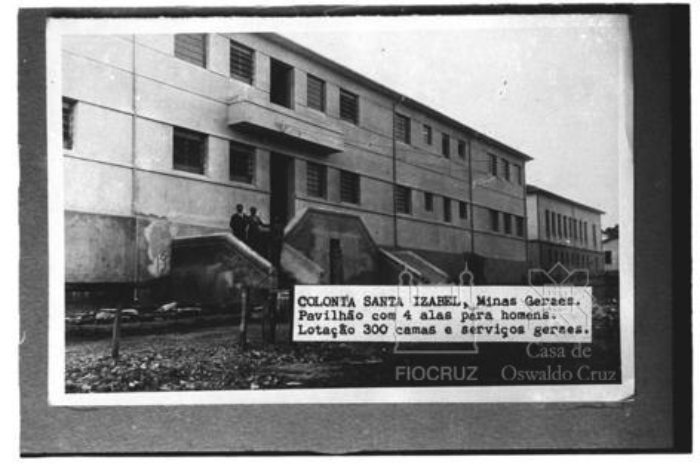 COLONIA SANTA IZABEL, Minas Geraes.
Pavilhão com 4 alas para homens.
Lotação 300 camas e serviços geraes.
FIOCRUZ
Casa de
Oswaldo Cruz